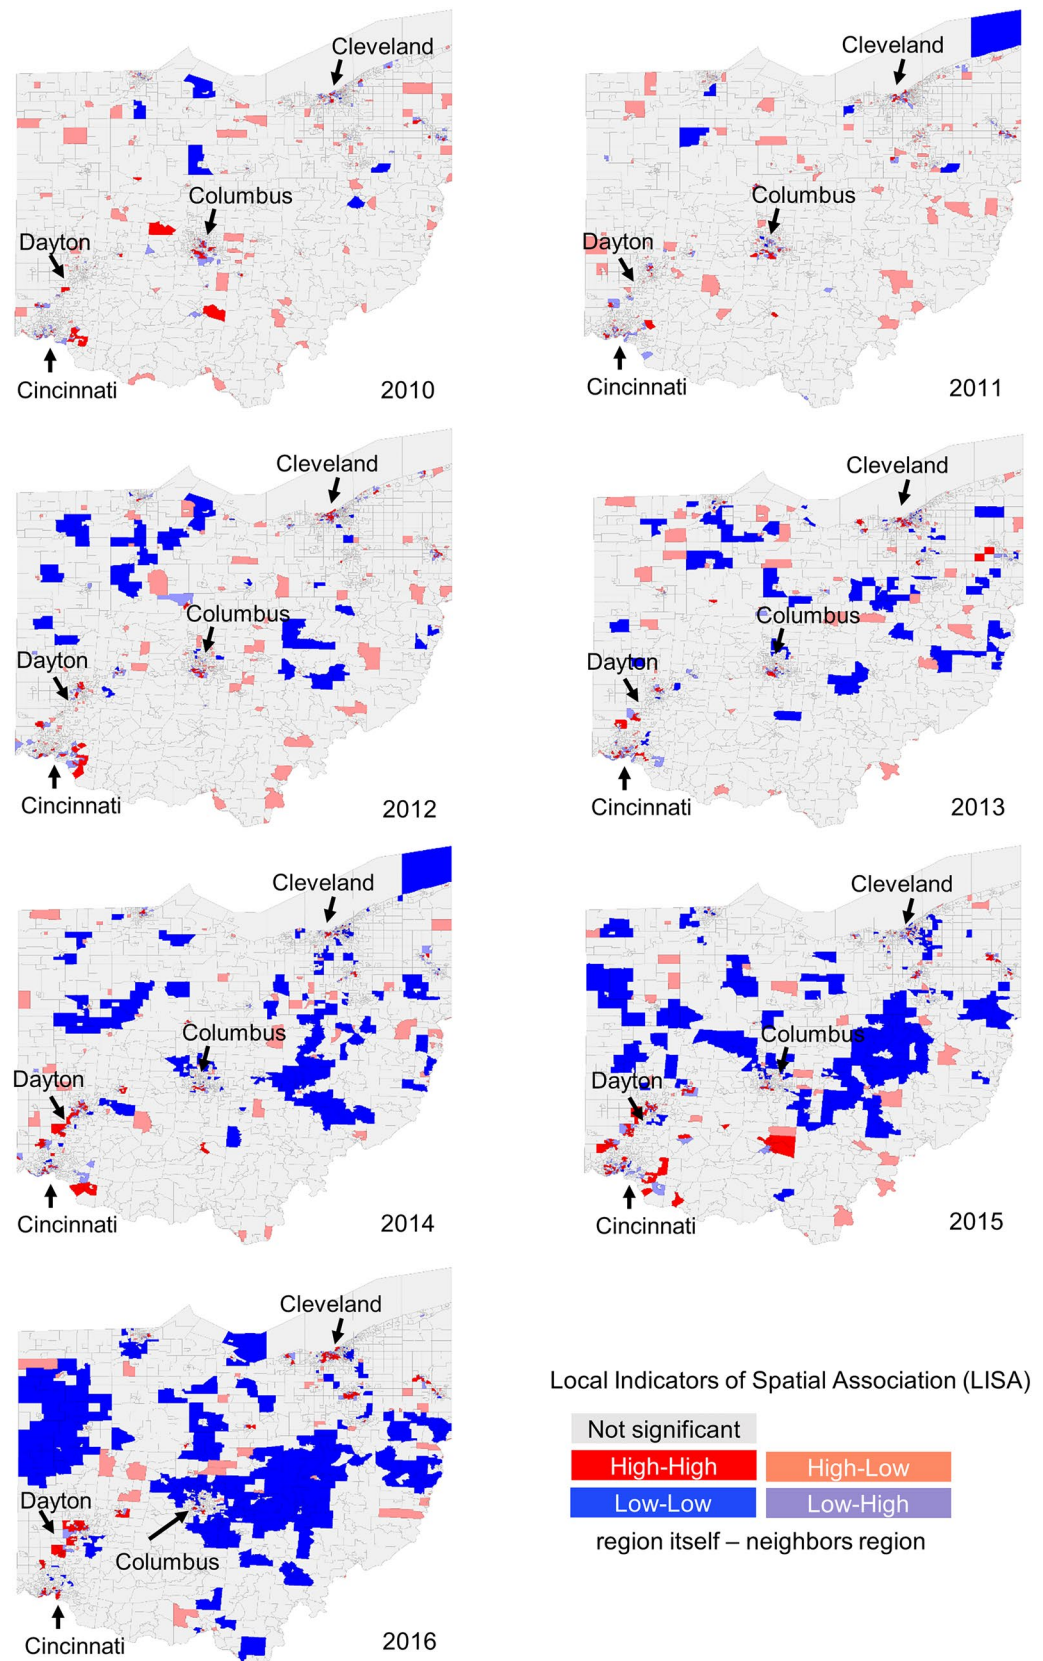 Cleveland
Columbus
Dayton
Cincinnati
2010
Cleveland
Columbus
Dayton
Cincinnati
2011
Cleveland
Columbus
Dayton
Cincinnati
2012
Cleveland
Columbus
Dayton
Cincinnati
2013
Cleveland
Columbus
Dayton
Cincinnati
2014
Cleveland
Columbus
Dayton
Cincinnati
2015
Cleveland
Dayton
Columbus
Cincinnati
2016
Local Indicators of Spatial Association (LISA)
Not significant
High-High
High-Low
Low-Low
Low-High
region itself – neighbors region